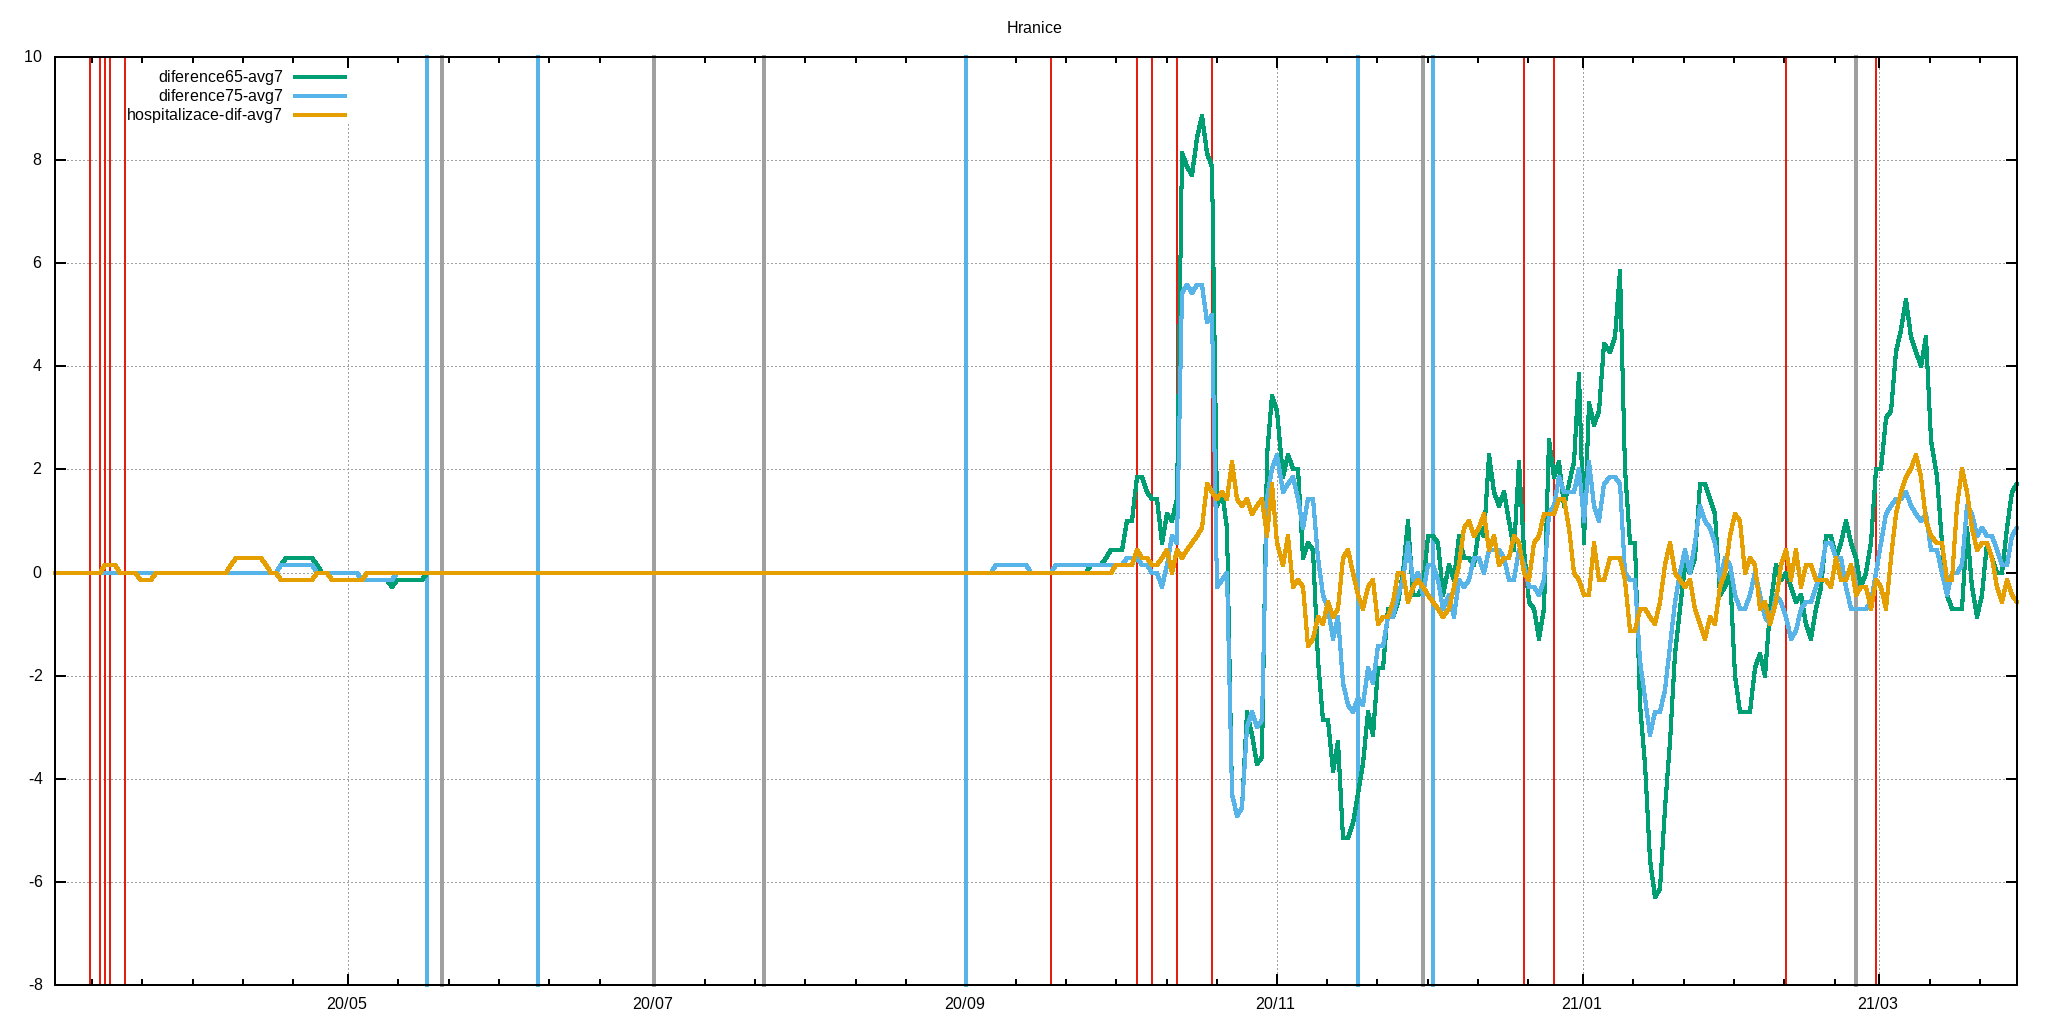 Hranice
10
diference65-avg7
diference75-avg7
hospitalizace-dif-avg7
8
6
4
2
0
-2
-4
-6
-8
20/05 20/07 20/09 20/11 21/01 21/03